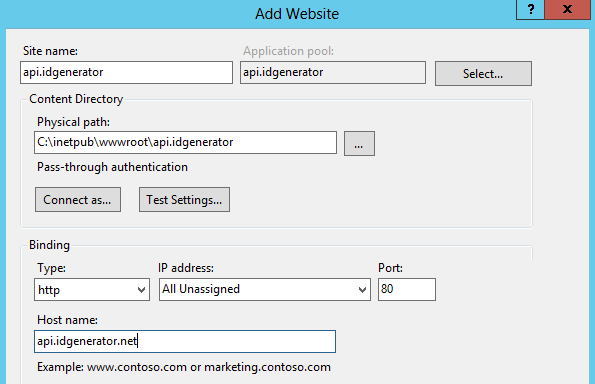 Add Website
? x
Site name: Application pool:
api.idgenerator api.idgenerator Select...
Content Directory
Physical path:
C:\inetpub\wwwroot\api.idgenerator ...
Pass-through authentication
Connect as... Test Settings...
Binding
Type: IP address: Port:
http All Unassigned 80
Host name:
api.idgenerator.net
Example: www.contoso.com or marketing.contoso.com